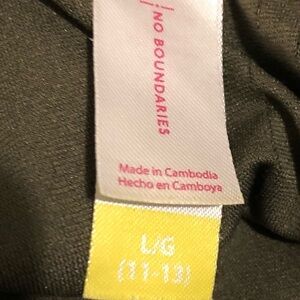 NO BOUNDARIES
Made in Cambodia
Hecho en Camboya
L/G
(11-13)